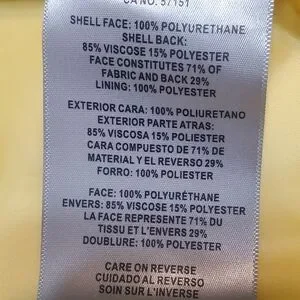 CA NO. 57151
SHELL FACE: 100% POLYURETHANE
SHELL BACK:
85% VISCOSE 15% POLYESTER
FACE CONSTITUTES 71% OF
FABRIC AND BACK 29%
LINING: 100% POLYESTER
EXTERIOR CARA: 100% POLIURETANO
EXTERIOR PARTE ATRAS:
85% VISCOSA 15% POLIESTER
CARA COMPUESTO DE 71%
MATERIAL Y EL REVERSO 29%
FORRO: 100% POLIESTER
FACE: 100% POLYURÉTHANE
ENVERS: 85% VISCOSE 15% POLYESTER
LA FACE REPRESENTE 71% DU
TISSU ET L'ENVERS 29%
DOUBLURE: 100% POLYESTER
CARE ON REVERSE
CUIDADO AL REVERSO
SOIN SUR L'INVERSE